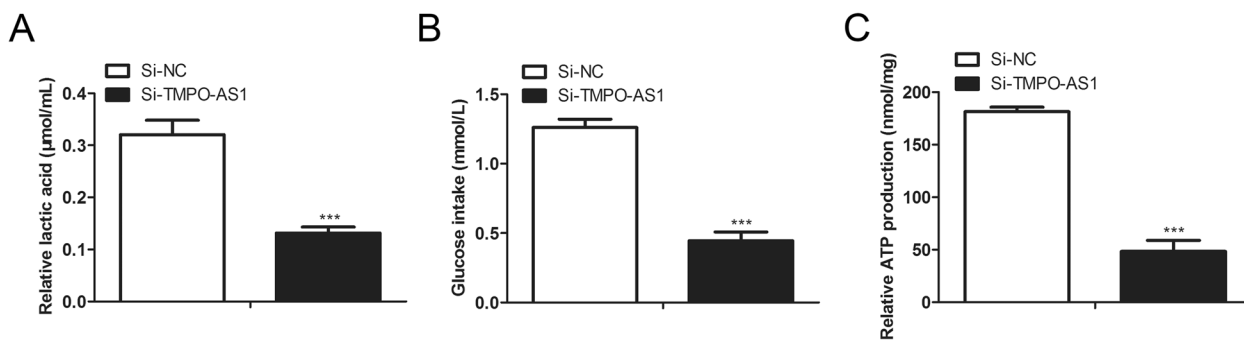 A
Si-NC
Si-TMPO-AS1
Relative lactic acid (μmol/mL)
0.4
0.3
0.2
0.1
0.0
***
B
Si-NC
Si-TMPO-AS1
Glucose intake (mmol/L)
1.5
1.0
0.5
0.0
***
C
Si-NC
Si-TMPO-AS1
Relative ATP production (nmol/mg)
200
150
100
50
0
***